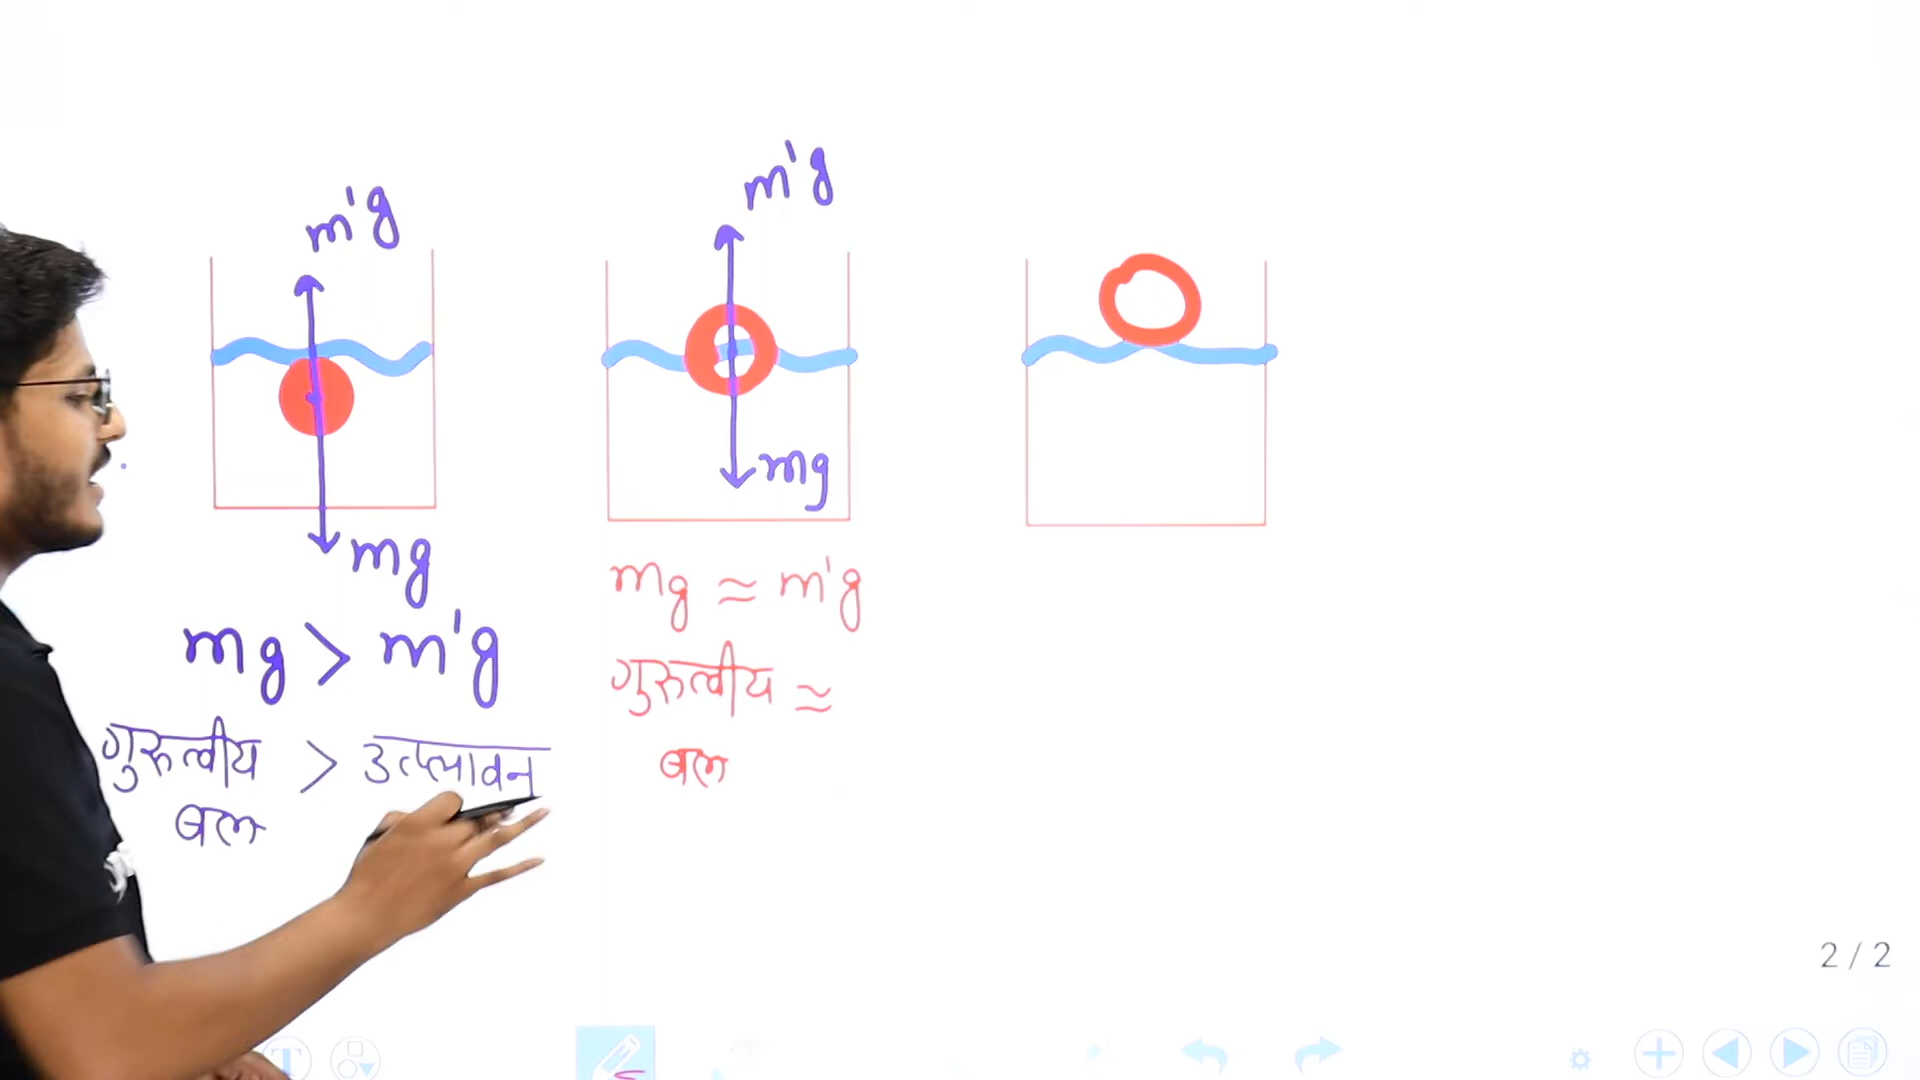 m'g
mg
mg > m'g
गुरुत्वीय > उत्प्लावन
बल
m'g
mg
mg ≈ m'g
गुरुत्वीय ≈
बल
2 / 2
T